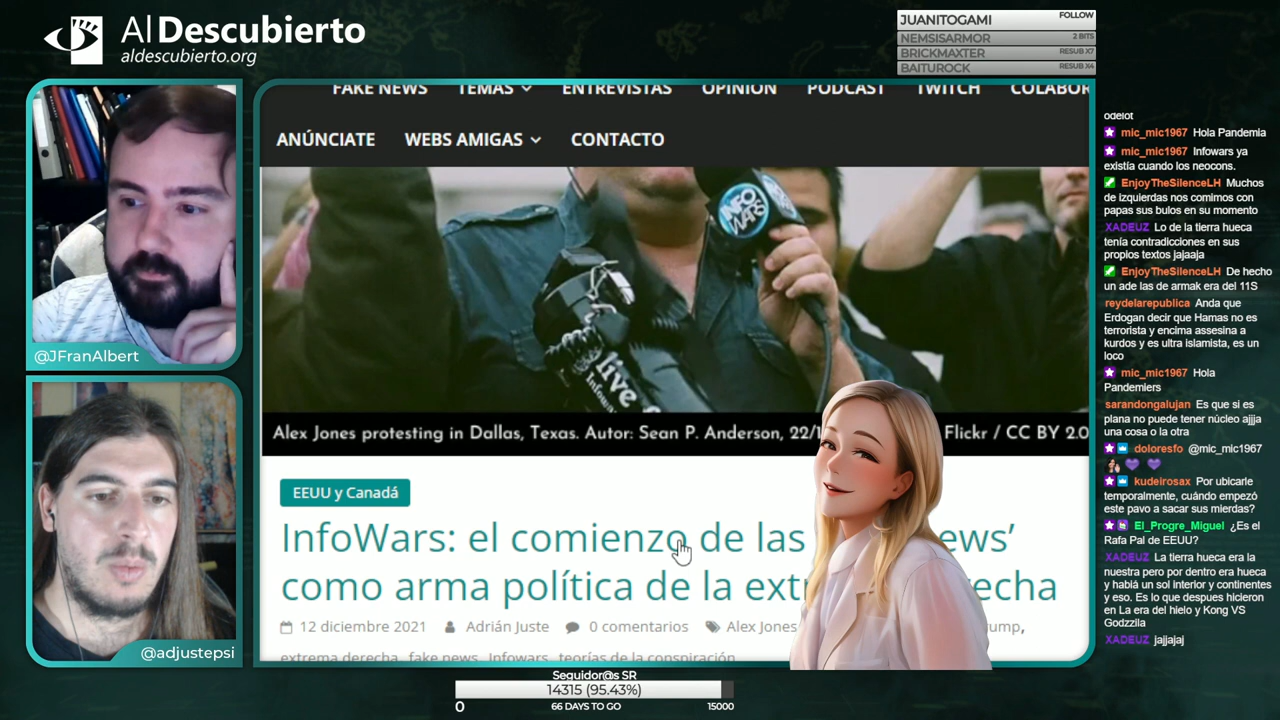 Al Descubierto
aldescubierto.org
JUANITOGAMI FOLLOW
NEMSISARMOR 2 BITS
BRICKMAXTER RESUB X7
BAITUROCK RESUB X4
FAKE NEWS TEMAS ENTREVISTAS OPINIÓN PODCAST TWITCH COLABOR
ANÚNCIATE WEBS AMIGAS CONTACTO
INFO
WARS
live
Infowars
Alex Jones protesting in Dallas, Texas. Autor: Sean P. Anderson, 22/1 Flickr / CC BY 2.0
EEUU y Canadá
InfoWars: el comienzo de las ews’
como arma política de la extr echa
12 diciembre 2021 Adrián Juste 0 comentarios Alex Jones ump,
extrema derecha, fake news, Infowars, teorías de la conspiración
@JFranAlbert
@adjustepsi
odelot
mic_mic1967 Hola Pandemia
mic_mic1967 Infowars ya
existía cuando los neocons.
EnjoyTheSilenceLH Muchos
de izquierdas nos comimos con
papas sus bulos en su momento
XADEUZ Lo de la tierra hueca
tenía contradicciones en sus
propios textos jajaaja
EnjoyTheSilenceLH De hecho
un ade las de armak era del 11S
reydelarepublica Anda que
Erdogan decir que Hamas no es
terrorista y encima assesina a
kurdos y es ultra islamista, es un
loco
mic_mic1967 Hola
Pandemiers
sarandongalujan Es que si es
plana no puede tener núcleo ajjja
una cosa o la otra
doloresfo @mic_mic1967
kudeirosax Por ubicarle
temporalmente, cuándo empezó
este pavo a sacar sus mierdas?
El_Progre_Miguel ¿Es el
Rafa Pal de EEUU?
XADEUZ La tierra hueca era la
nuestra pero por dentro era hueca
y hablá un sol interior y continentes
y eso. Es lo que despues hicieron
en La era del hielo y Kong VS
Godzzila
XADEUZ jajjajaj
Seguidor@s SR
14315 (95.43%)
0 66 DAYS TO GO 15000